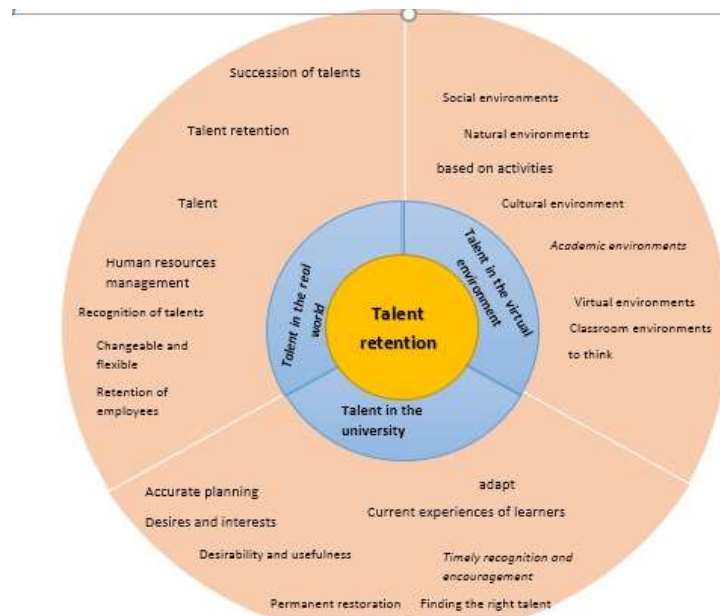 Succession of talents
Talent retention
Talent
Human resources
management
Recognition of talents
Changeable and
flexible
Retention of
employees
Social environments
Natural environments
based on activities
Cultural environment
Academic environments
Virtual environments
Classroom environments
to think
Talent in the real
world
Talent in the virtual
environment
Talent
retention
Talent in the
university
Accurate planning
Desires and interests
Desirability and usefulness
Permanent restoration
adapt
Current experiences of learners
Timely recognition and
encouragement
Finding the right talent